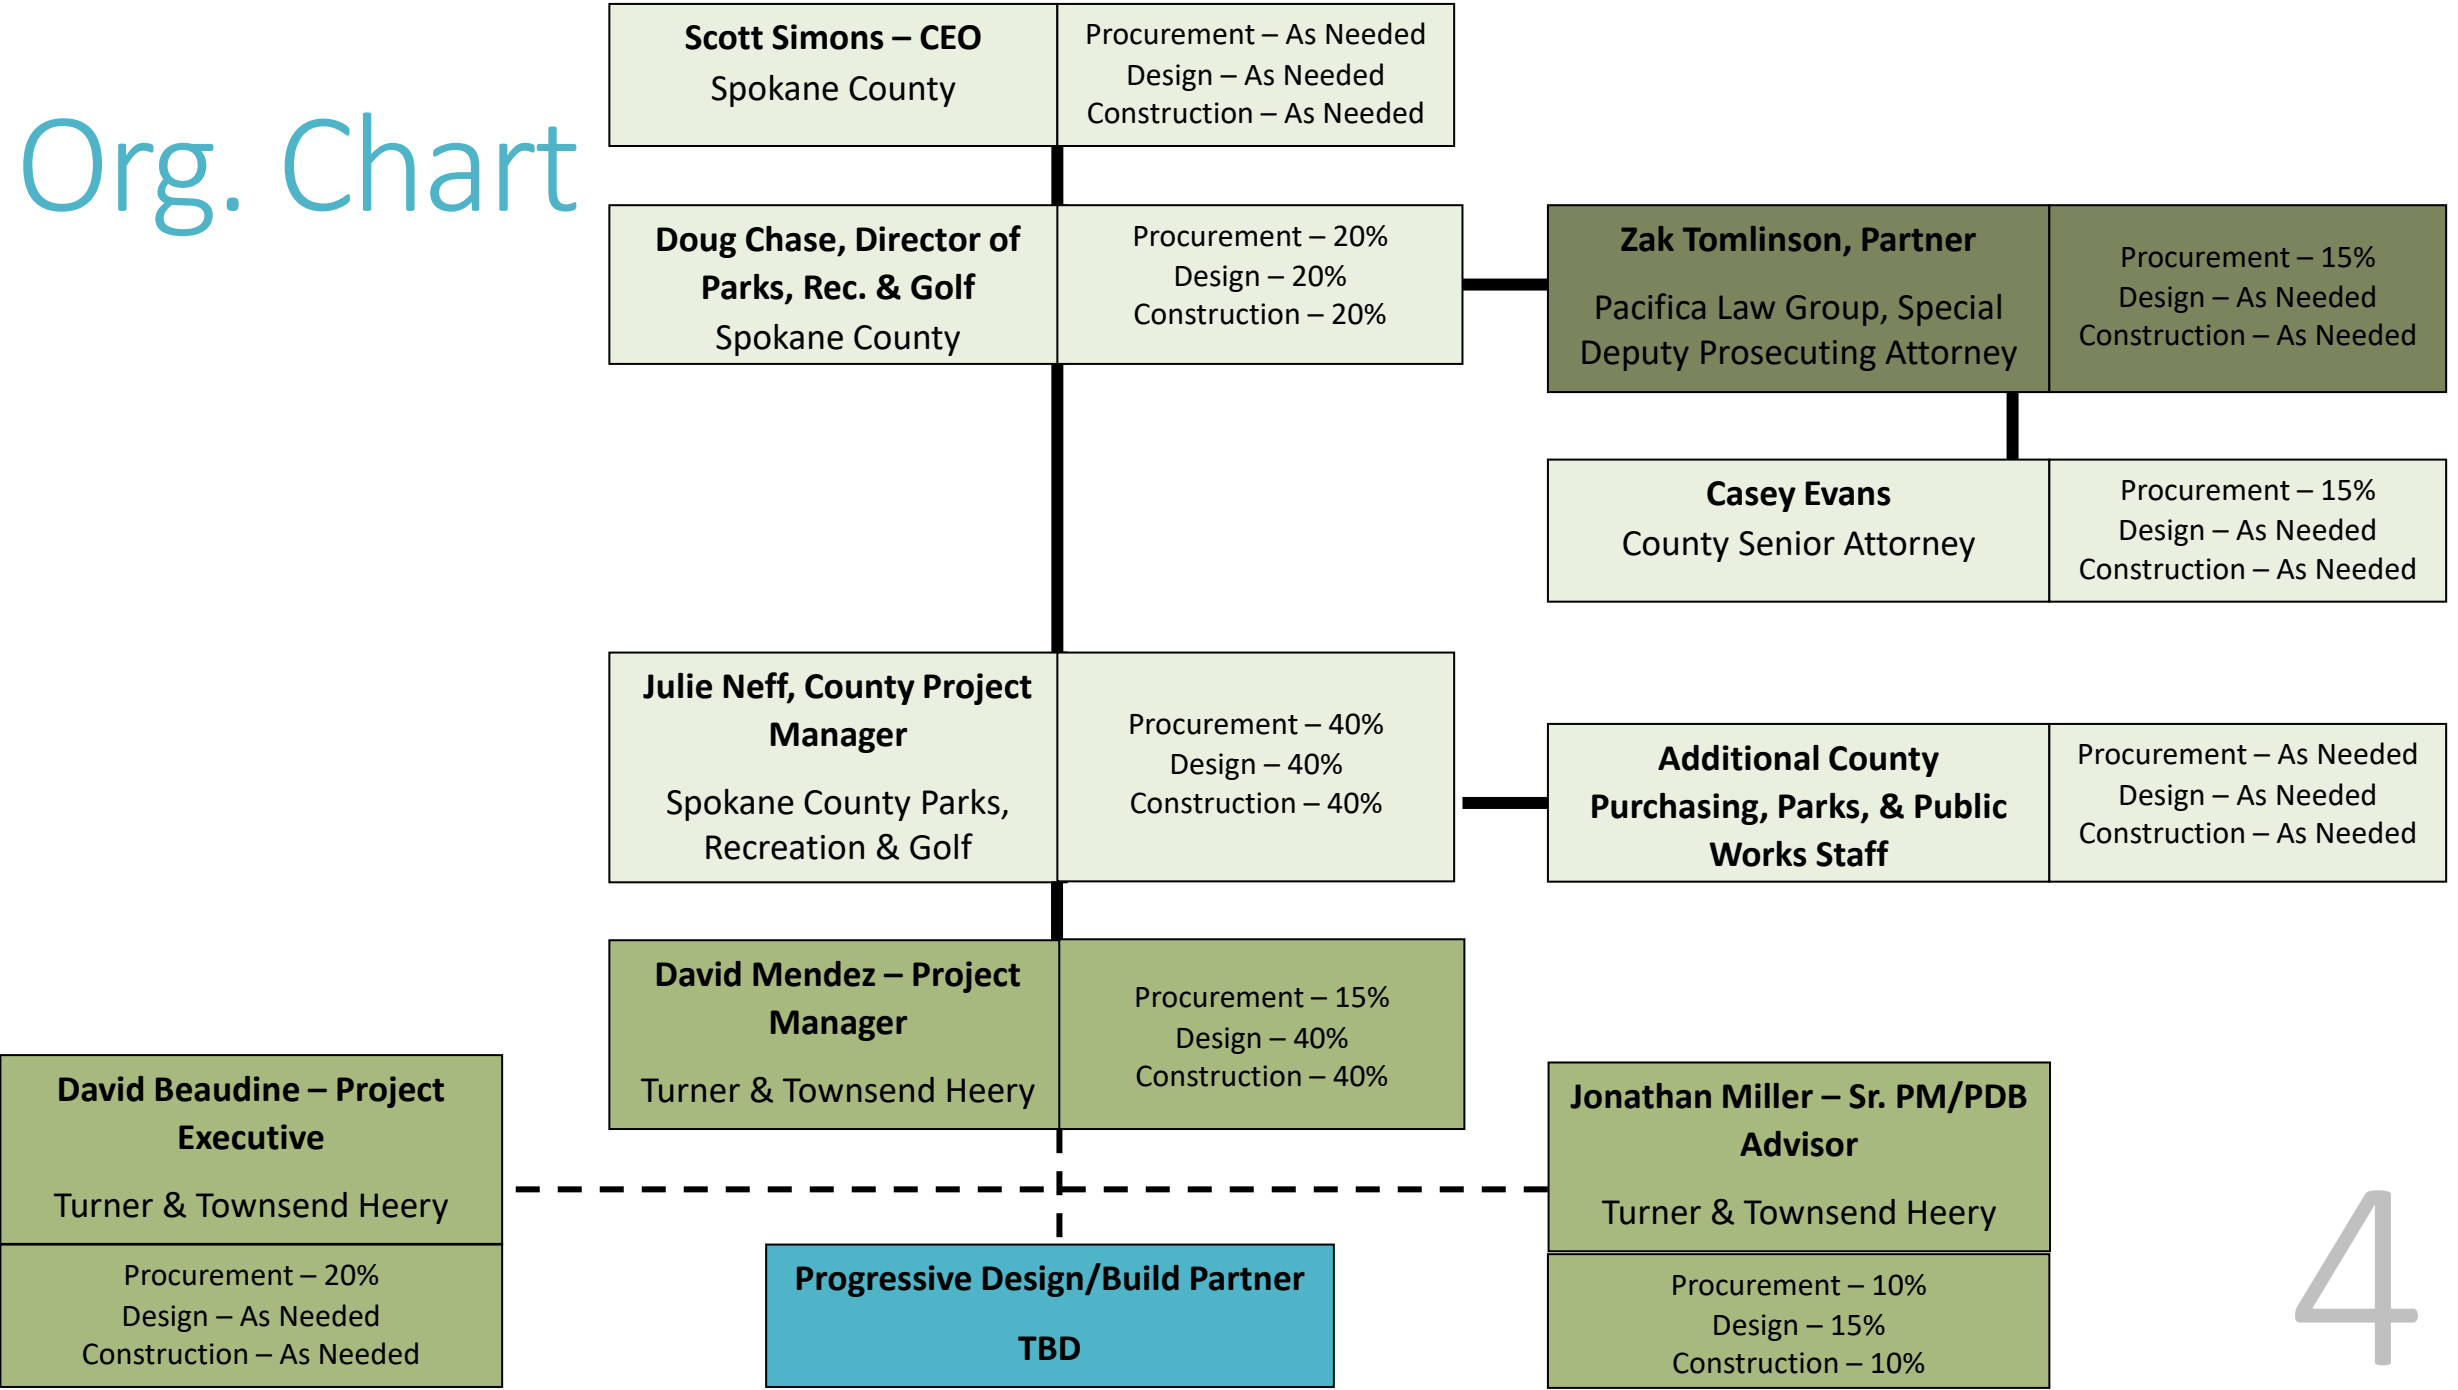 Org. Chart
Scott Simons – CEO
Spokane County
Procurement – As Needed
Design – As Needed
Construction – As Needed
Doug Chase, Director of
Parks, Rec. & Golf
Spokane County
Procurement – 20%
Design – 20%
Construction – 20%
Zak Tomlinson, Partner
Pacifica Law Group, Special
Deputy Prosecuting Attorney
Procurement – 15%
Design – As Needed
Construction – As Needed
Casey Evans
County Senior Attorney
Procurement – 15%
Design – As Needed
Construction – As Needed
Julie Neff, County Project
Manager
Spokane County Parks,
Recreation & Golf
Procurement – 40%
Design – 40%
Construction – 40%
Additional County
Purchasing, Parks, & Public
Works Staff
Procurement – As Needed
Design – As Needed
Construction – As Needed
David Mendez – Project
Manager
Turner & Townsend Heery
Procurement – 15%
Design – 40%
Construction – 40%
David Beaudine – Project
Executive
Turner & Townsend Heery
Procurement – 20%
Design – As Needed
Construction – As Needed
Progressive Design/Build Partner
TBD
Jonathan Miller – Sr. PM/PDB
Advisor
Turner & Townsend Heery
Procurement – 10%
Design – 15%
Construction – 10%
4